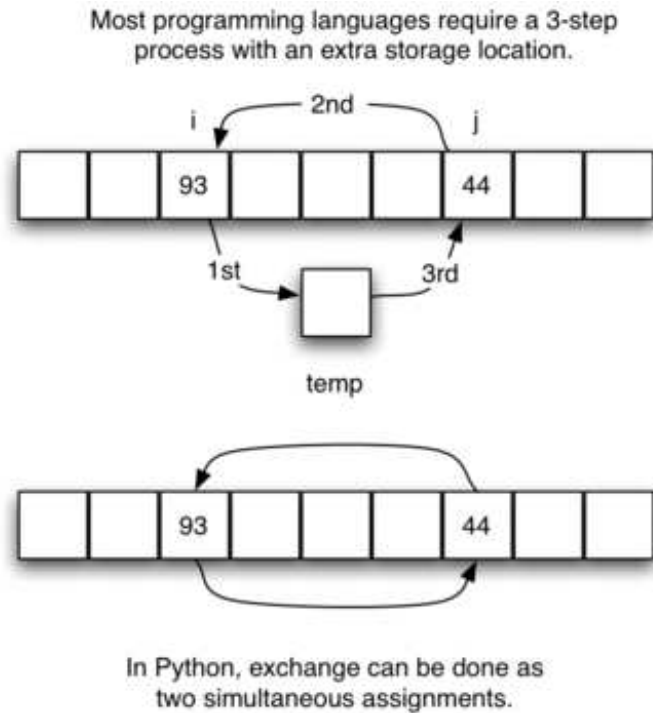 Most programming languages require a 3-step
process with an extra storage location.
2nd
i
j
93
44
1st
3rd
temp
93
44
In Python, exchange can be done as
two simultaneous assignments.